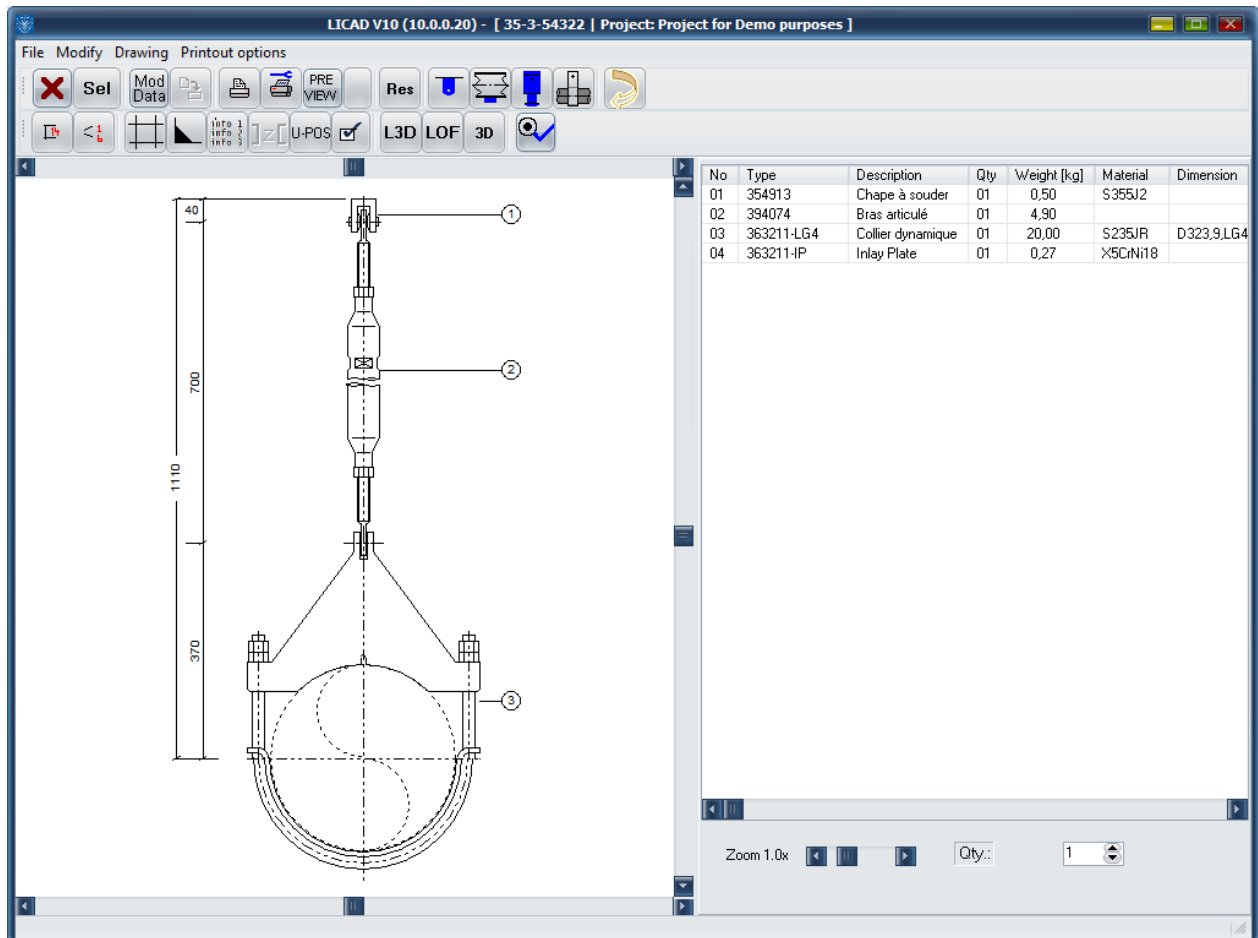 LICAD V10 (10.0.0.20) - [ 35-3-54322 | Project: Project for Demo purposes ]
File Modify Drawing Printout options
Sel Mod Data PRE VIEW Res
info 1 info 2 info 3 ]z[ U-POS L3D LOF 3D
No Type Description Qty Weight [kg] Material Dimension
01 354913 Chape à souder 01 0,50 S355J2
02 394074 Bras articulé 01 4,90
03 363211-LG4 Collier dynamique 01 20,00 S235JR D323,9,LG4
04 363211-IP Inlay Plate 01 0,27 X5CrNi18
40
1
2
700
1110
370
3
Zoom 1.0x Qty.: 1